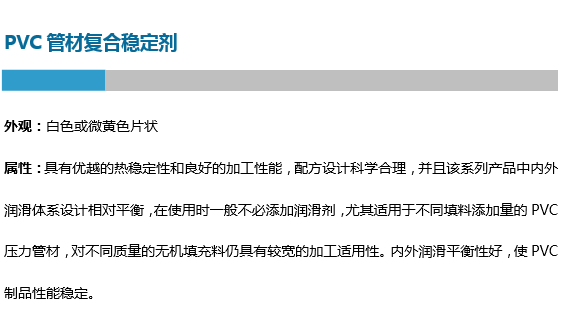 PVC 管材复合稳定剂
外观：白色或微黄色片状
属性：具有优越的热稳定性和良好的加工性能，配方设计科学合理，并且该系列产品中内外
润滑体系设计相对平衡，在使用时一般不必添加润滑剂，尤其适用于不同填料添加量的 PVC
压力管材，对不同质量的无机填充料仍具有较宽的加工适用性。内外润滑平衡性好，使 PVC
制品性能稳定。